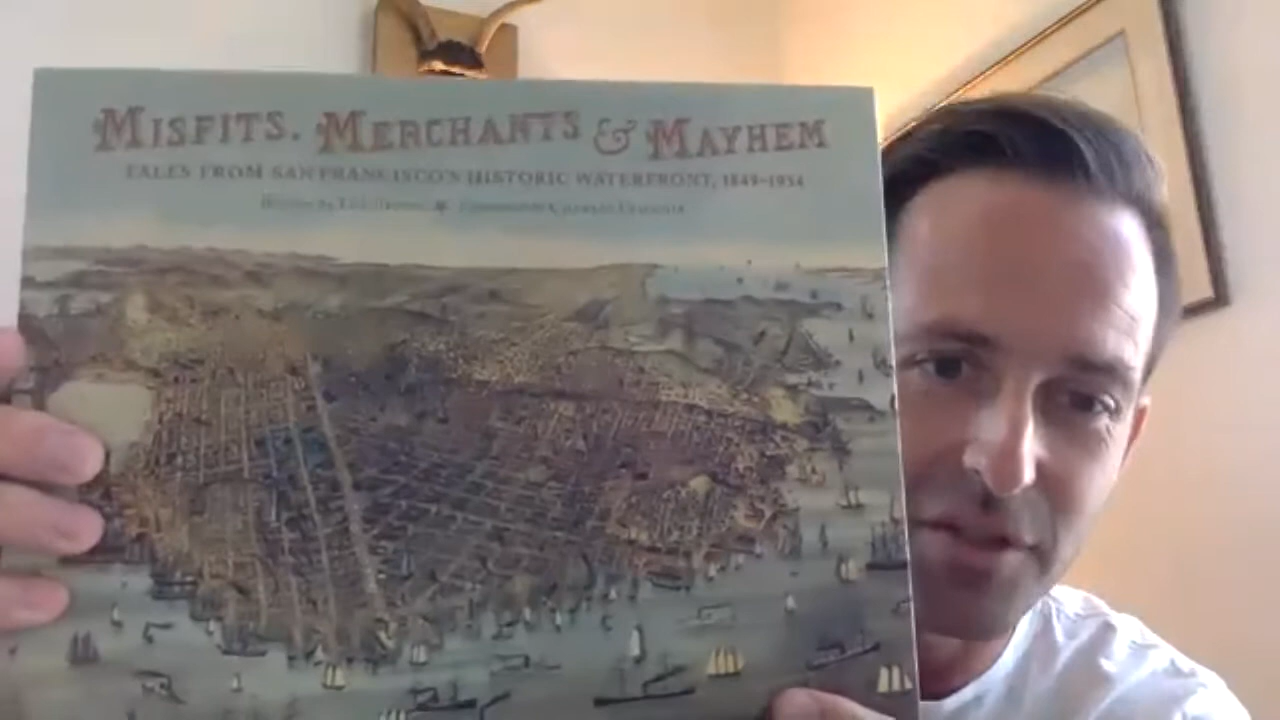 MISFITS, MERCHANTS & MAYHEM
TALES FROM SAN FRANCISCO'S HISTORIC WATERFRONT, 1849-1934